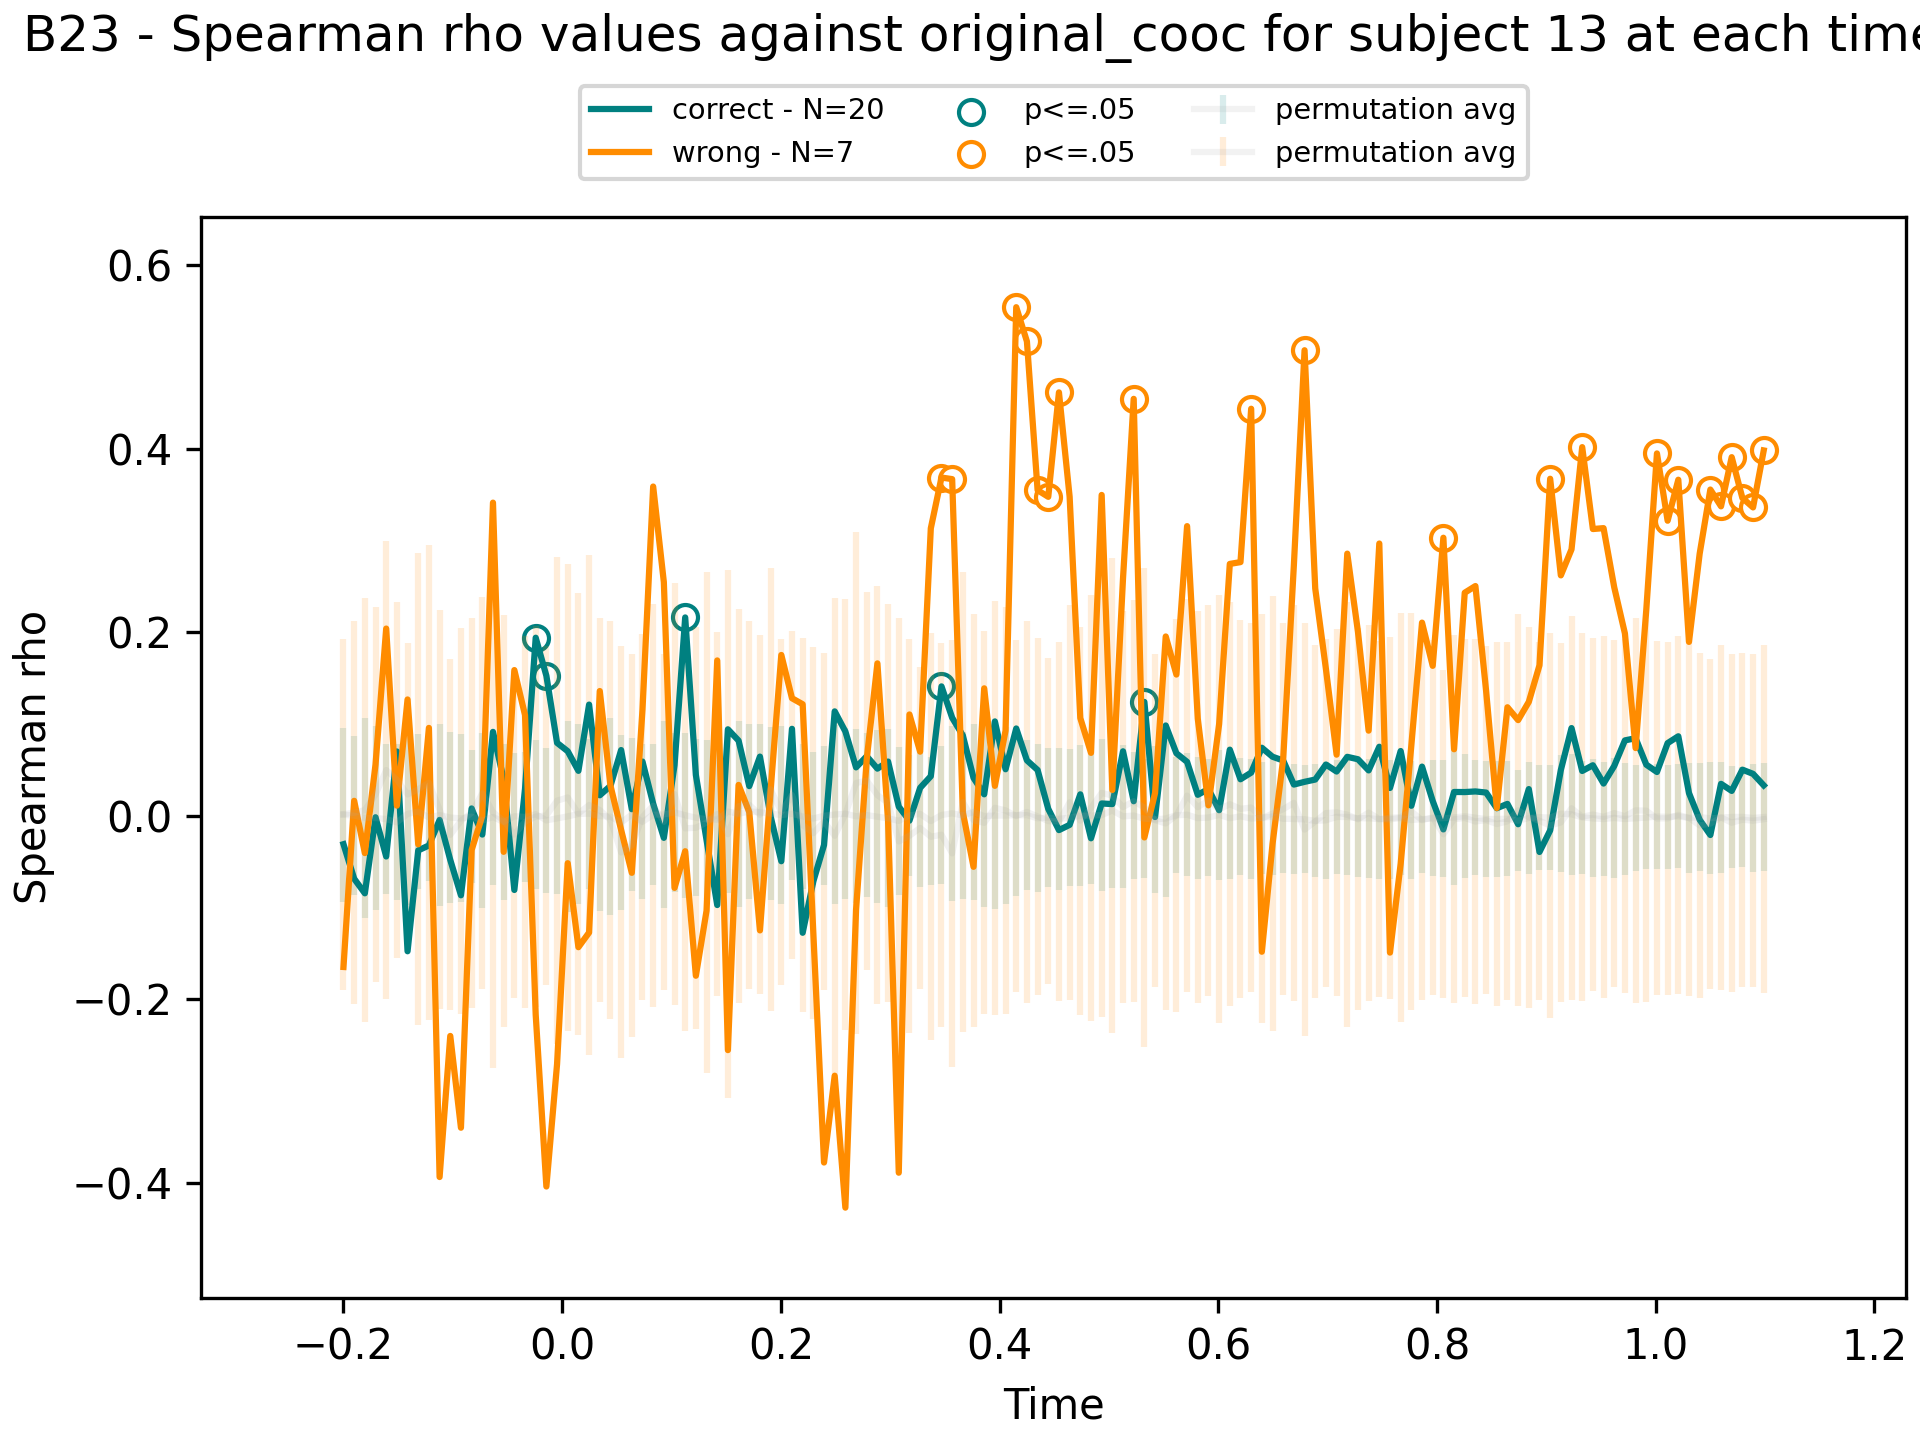 B23 - Spearman rho values against original_cooc for subject 13 at each time
correct - N=20
wrong - N=7
p<=.05
p<=.05
permutation avg
permutation avg
Spearman rho
0.6
0.4
0.2
0.0
−0.2
−0.4
−0.2 0.0 0.2 0.4 0.6 0.8 1.0 1.2
Time